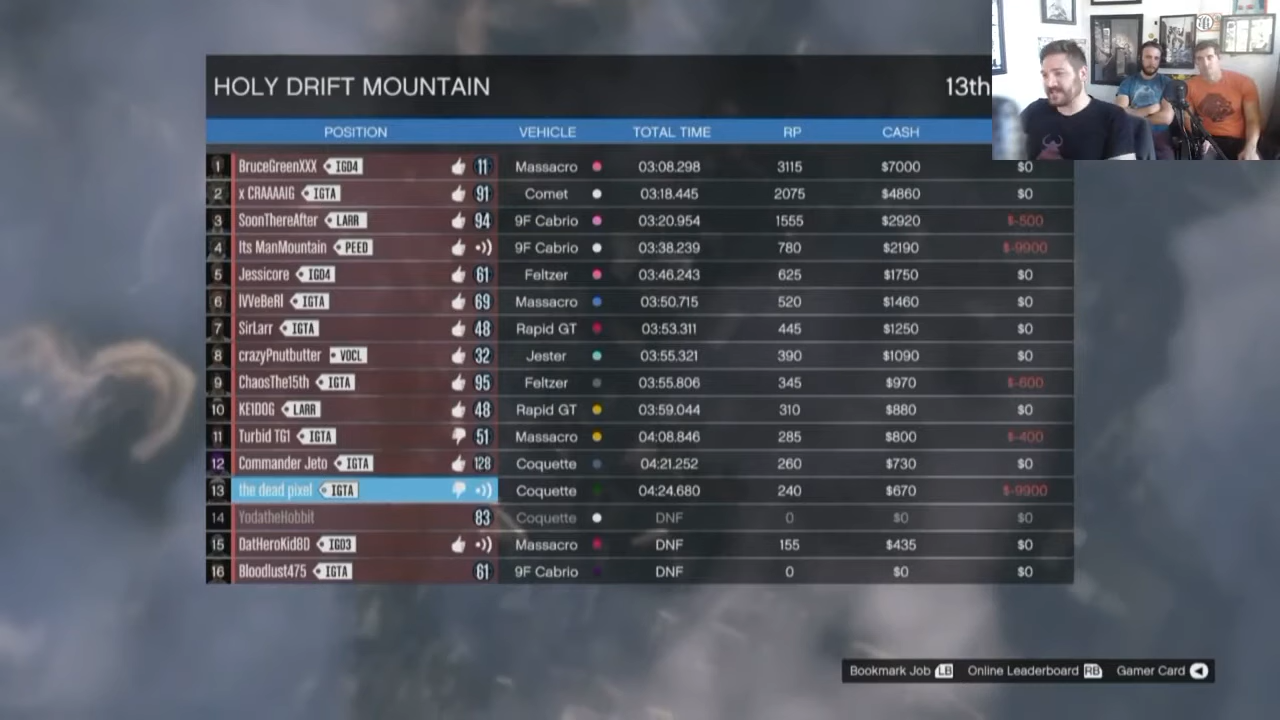 HOLY DRIFT MOUNTAIN 13th
POSITION VEHICLE TOTAL TIME RP CASH
1 BruceGreenXXX IGO4 11 Massacro 03:08.298 3115 $7000 $0
2 x CRAAAAIG IGTA 91 Comet 03:18.445 2075 $4860 $0
3 SoonThereAfter LARR 94 9F Cabrio 03:20.954 1555 $2920 $-500
4 Its ManMountain PEED 9F Cabrio 03:38.239 780 $2190 $-9900
5 Jessicore IGO4 61 Feltzer 03:46.243 625 $1750 $0
6 IVVeBeRI IGTA 69 Massacro 03:50.715 520 $1460 $0
7 SirLarr IGTA 48 Rapid GT 03:53.311 445 $1250 $0
8 crazyPnutbutter VOCL 32 Jester 03:55.321 390 $1090 $0
9 ChaosThe15th IGTA 95 Feltzer 03:55.806 345 $970 $-600
10 KE1DOG LARR 48 Rapid GT 03:59.044 310 $880 $0
11 Turbid TG1 IGTA 51 Massacro 04:08.846 285 $800 $-400
12 Commander Jeto IGTA 128 Coquette 04:21.252 260 $730 $0
13 the dead pixel IGTA Coquette 04:24.680 240 $670 $-9900
14 YodatheHobbit 83 Coquette DNF 0 $0 $0
15 DatHeroKid8D IGO3 Massacro DNF 155 $435 $0
16 Bloodlust475 IGTA 61 9F Cabrio DNF 0 $0 $0
Bookmark Job LB Online Leaderboard RB Gamer Card